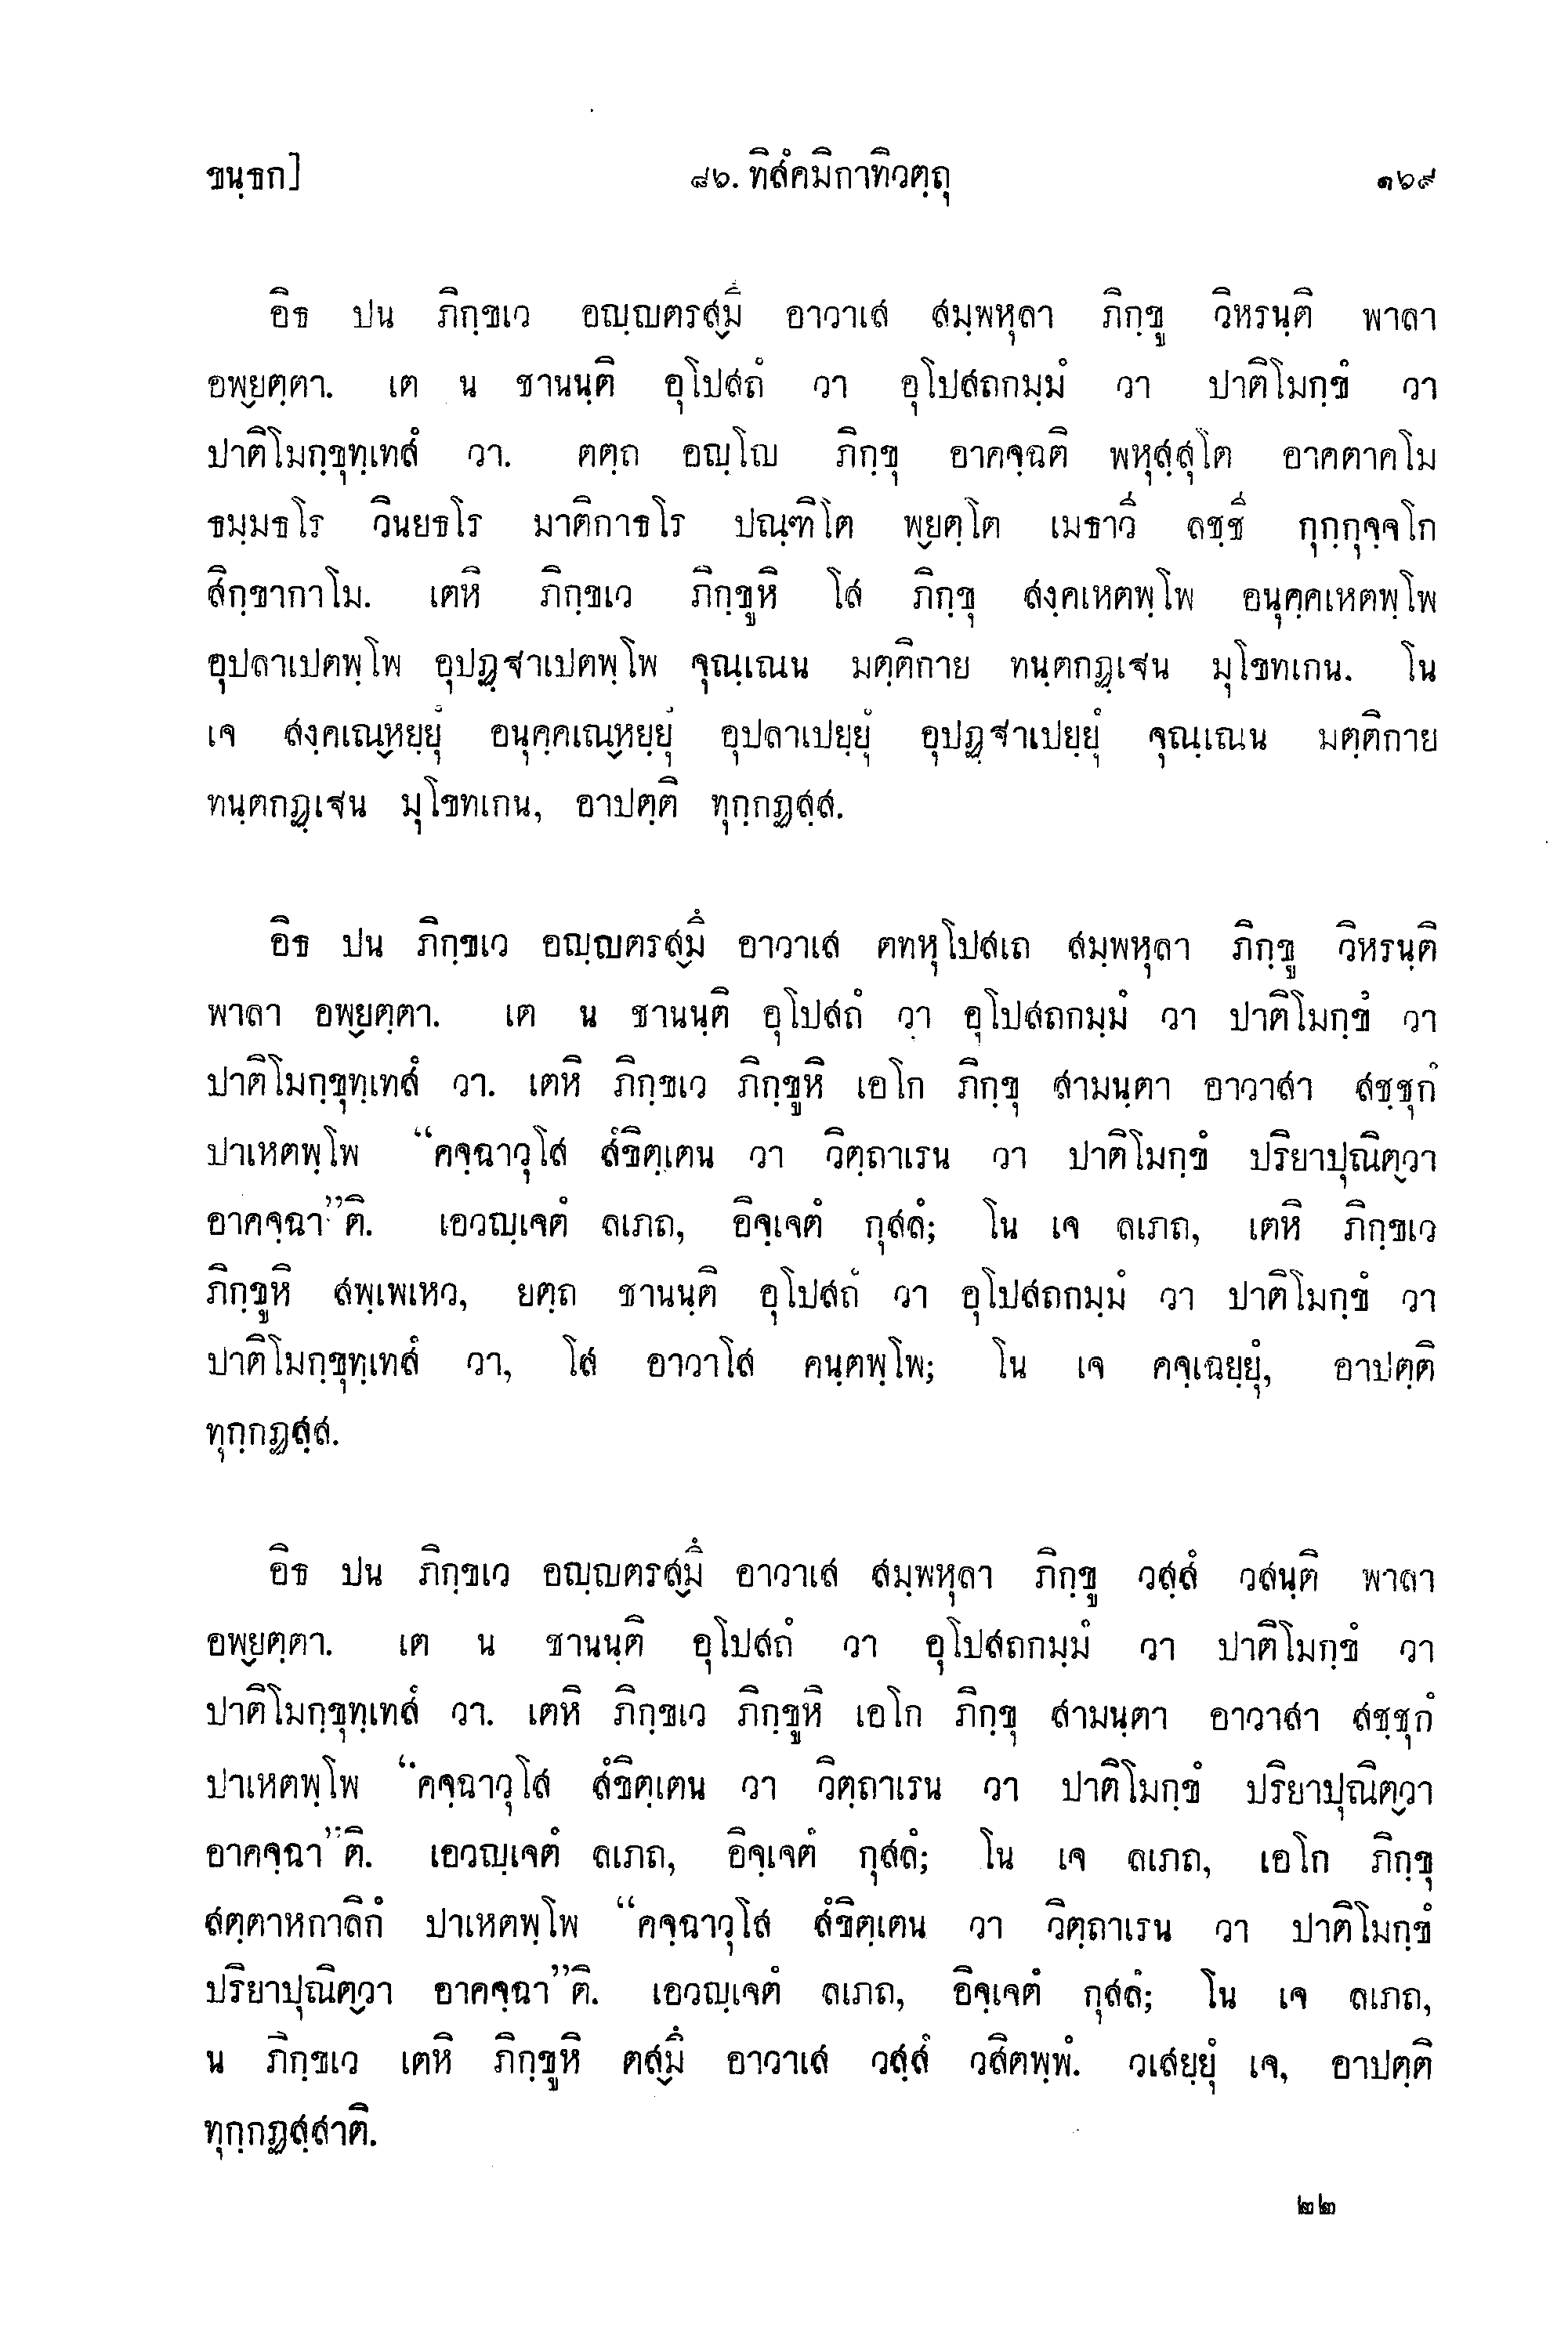 ขนฺธก]
๘๖. ทิสํคมิกาทิวตฺถุ
๑๖๙
อิธ ปน ภิกฺขเว อญฺญตรสฺมึ อาวาเส สมฺพหุลา ภิกฺขู วิหรนฺติ พาลา
อพฺยตฺตา. เต น ชานนฺติ อุโปสถํ วา อุโปสถกมฺมํ วา ปาติโมกฺขํ วา
ปาติโมกฺขุทฺเทสํ วา. ตตฺถ อญฺโญ ภิกฺขุ อาคจฺฉติ พหุสฺสุโต อาคตาคโม
ธมฺมธโร วินยธโร มาติกาธโร ปณฺฑิโต พฺยตฺโต เมธาวี ลชฺชี กุกฺกุจฺจโก
สิกฺขากาโม. เตหิ ภิกฺขเว ภิกฺขูหิ โส ภิกฺขุ สงฺคเหตพฺโพ อนุคฺคเหตพฺโพ
อุปลาเปตพฺโพ อุปฏฺฐาเปตพฺโพ จุณฺเณน มตฺติกาย ทนฺตกฏฺเฐน มุโขทเกน. โน
เจ สงฺคเณฺหยฺยุํ อนุคฺคเณฺหยฺยุํ อุปลาเปยฺยุํ อุปฏฺฐาเปยฺยุํ จุณฺเณน มตฺติกาย
ทนฺตกฏฺเฐน มุโขทเกน, อาปตฺติ ทุกฺกฏสฺส.
อิธ ปน ภิกฺขเว อญฺญตรสฺมึ อาวาเส ตทหุโปสเถ สมฺพหุลา ภิกฺขู วิหรนฺติ
พาลา อพฺยตฺตา. เต น ชานนฺติ อุโปสถํ วา อุโปสถกมฺมํ วา ปาติโมกฺขํ วา
ปาติโมกฺขุทฺเทสํ วา. เตหิ ภิกฺขเว ภิกฺขูหิ เอโก ภิกฺขุ สามนฺตา อาวาสา สชฺชุกํ
ปาเหตพฺโพ “คจฺฉาวุโส สํขิตฺเตน วา วิตฺถาเรน วา ปาติโมกฺขํ ปริยาปุณิตฺวา
อาคจฺฉา”ติ. เอวญฺเจตํ ลเภถ, อิจฺเจตํ กุสลํ; โน เจ ลเภถ, เตหิ ภิกฺขเว
ภิกฺขูหิ สพฺเพเหว, ยตฺถ ชานนฺติ อุโปสถํ วา อุโปสถกมฺมํ วา ปาติโมกฺขํ วา
ปาติโมกฺขุทฺเทสํ วา, โส อาวาโส คนฺตพฺโพ; โน เจ คจฺเฉยฺยุํ, อาปตฺติ
ทุกฺกฏสฺส.
อิธ ปน ภิกฺขเว อญฺญตรสฺมึ อาวาเส สมฺพหุลา ภิกฺขู วสฺสํ วสนฺติ พาลา
อพฺยตฺตา. เต น ชานนฺติ อุโปสถํ วา อุโปสถกมฺมํ วา ปาติโมกฺขํ วา
ปาติโมกฺขุทฺเทสํ วา. เตหิ ภิกฺขเว ภิกฺขูหิ เอโก ภิกฺขุ สามนฺตา อาวาสา สชฺชุกํ
ปาเหตพฺโพ “คจฺฉาวุโส สํขิตฺเตน วา วิตฺถาเรน วา ปาติโมกฺขํ ปริยาปุณิตฺวา
อาคจฺฉา”ติ. เอวญฺเจตํ ลเภถ, อิจฺเจตํ กุสลํ; โน เจ ลเภถ, เอโก ภิกฺขุ
สตฺตาหกาลิกํ ปาเหตพฺโพ “คจฺฉาวุโส สํขิตฺเตน วา วิตฺถาเรน วา ปาติโมกฺขํ
ปริยาปุณิตฺวา อาคจฺฉา”ติ. เอวญฺเจตํ ลเภถ, อิจฺเจตํ กุสลํ; โน เจ ลเภถ,
น ภิกฺขเว เตหิ ภิกฺขูหิ ตสฺมึ อาวาเส วสฺสํ วสิตพฺพํ. วเสยฺยุํ เจ, อาปตฺติ
ทุกฺกฏสฺสาติ.
๒๒